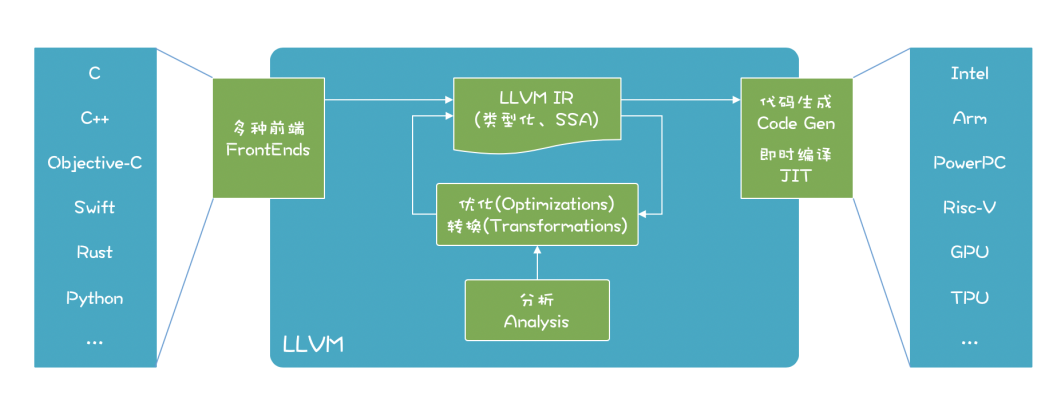 C
C++
Objective-C
Swift
Rust
Python
...
多种前端
FrontEnds
LLVM IR
(类型化、SSA)
优化(Optimizations)
转换(Transformations)
分析
Analysis
LLVM
代码生成
Code Gen
即时编译
JIT
Intel
Arm
PowerPC
Risc-V
GPU
TPU
...